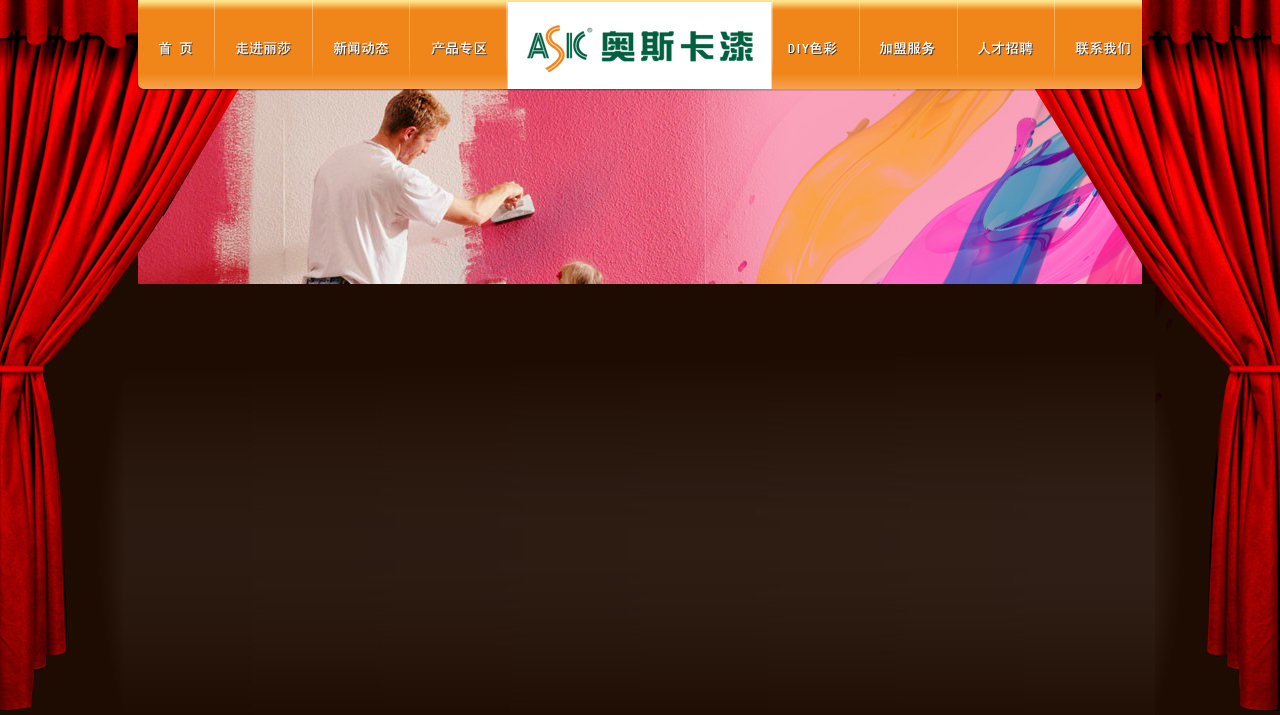 首 页
走进丽莎
新闻动态
产品专区
ASK® 奥斯卡漆
DIY色彩
加盟服务
人才招聘
联系我们